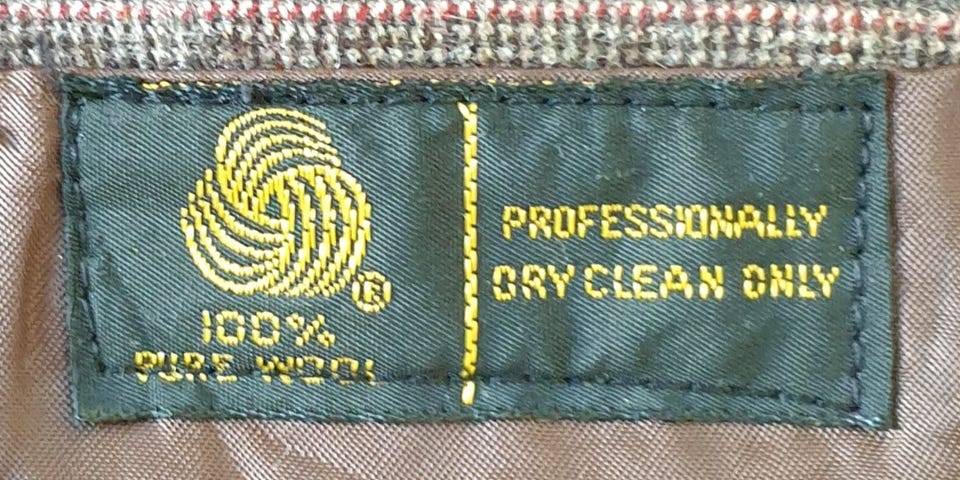 ®
100%
PURE WOOL
PROFESSIONALLY
DRY CLEAN ONLY